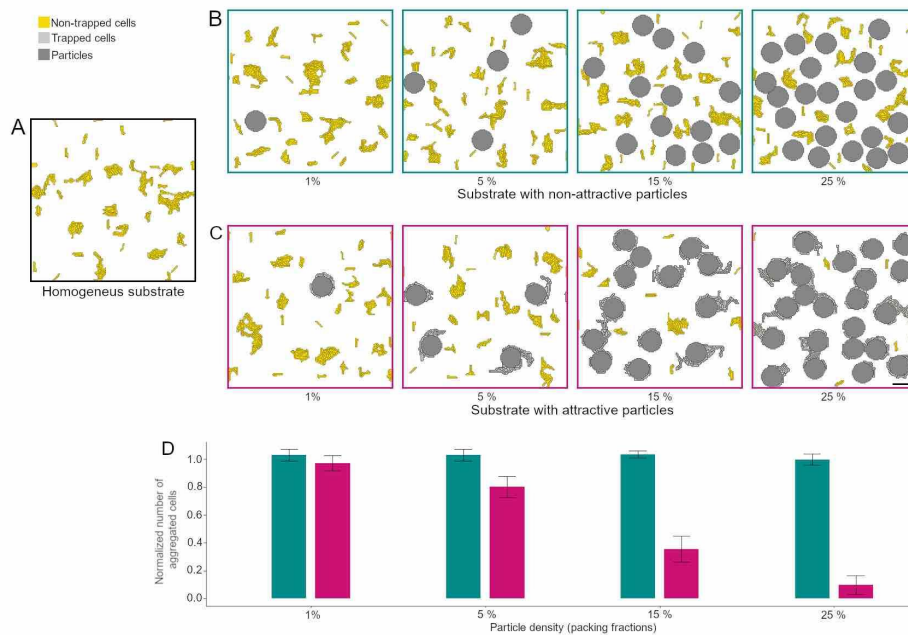 Non-trapped cells
Trapped cells
Particles
A
Homogeneus substrate
B
1%
5 %
15 %
25 %
Substrate with non-attractive particles
C
1%
5 %
15 %
25 %
Substrate with attractive particles
D
Normalized number of
aggregated cells
1.0
0.8
0.6
0.4
0.2
0.0
1%
5 %
15 %
25 %
Particle density (packing fractions)